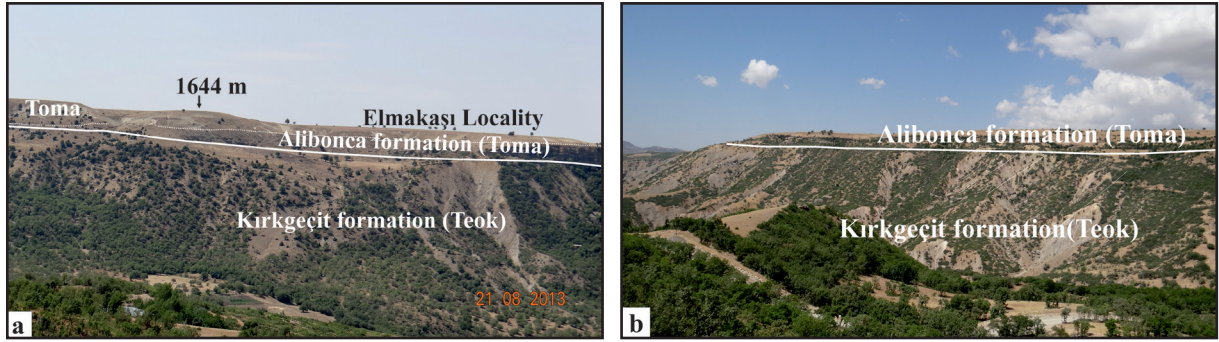 1644 m
Toma
Elmakaşı Locality
Alibonca formation (Toma)
Kırkgeçit formation (Teok)
21 08 2013
a
Alibonca formation (Toma)
Kırkgeçit formation(Teok)
b